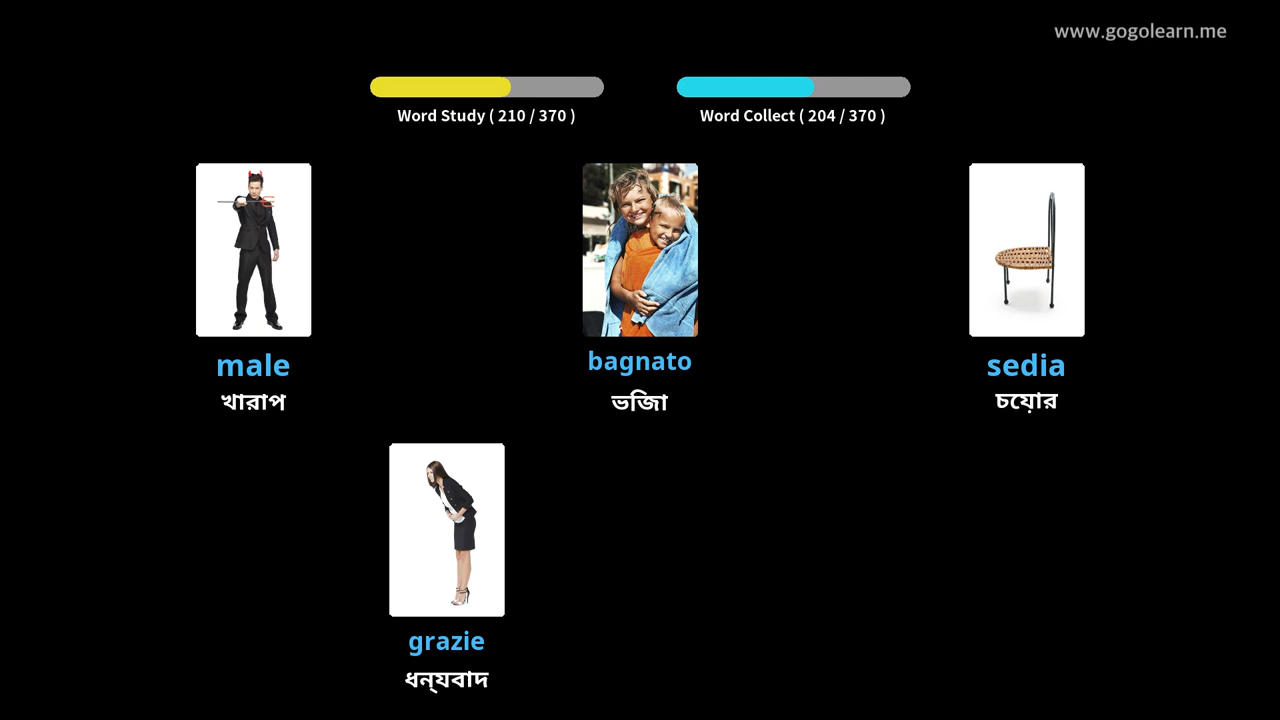 www.gogolearn.me
Word Study ( 210 / 370 )
Word Collect ( 204 / 370 )
male
খারাপ
bagnato
ভজিা
sedia
চয়োর
grazie
ধন্যবাদ